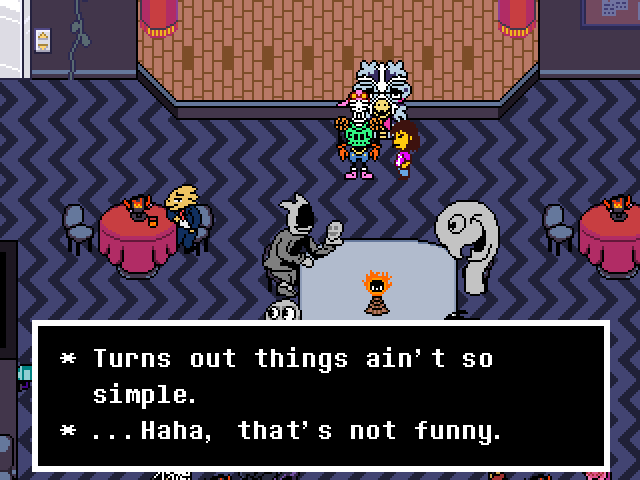 * Turns out things ain't so
simple.
* ...Haha, that's not funny.